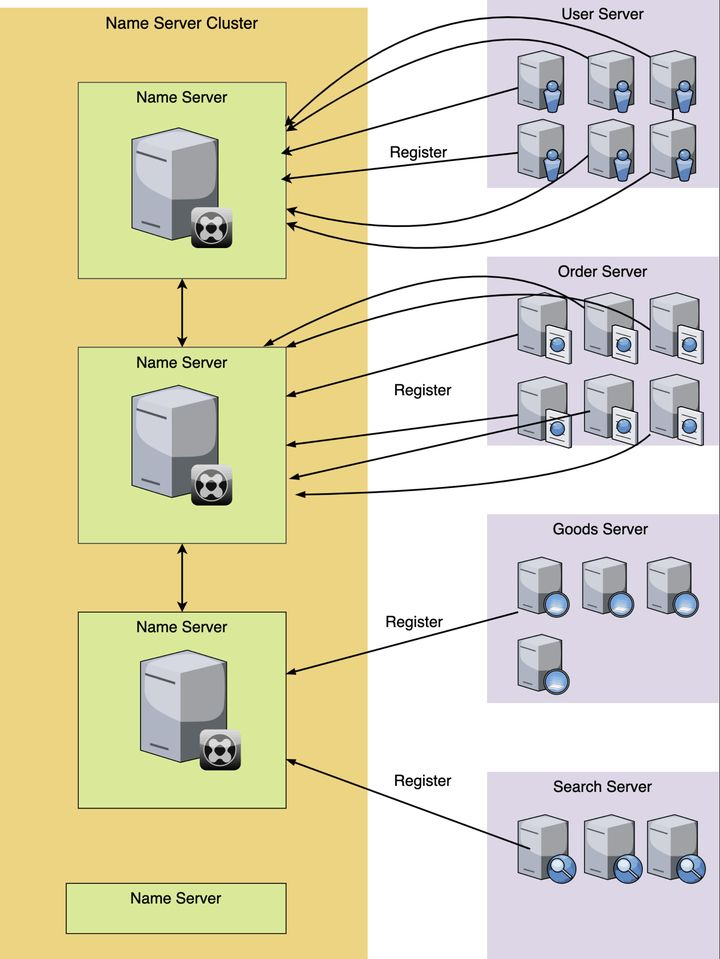 Name Server Cluster
User Server
Name Server
Register
Order Server
Name Server
Register
Goods Server
Name Server
Register
Search Server
Register
Name Server